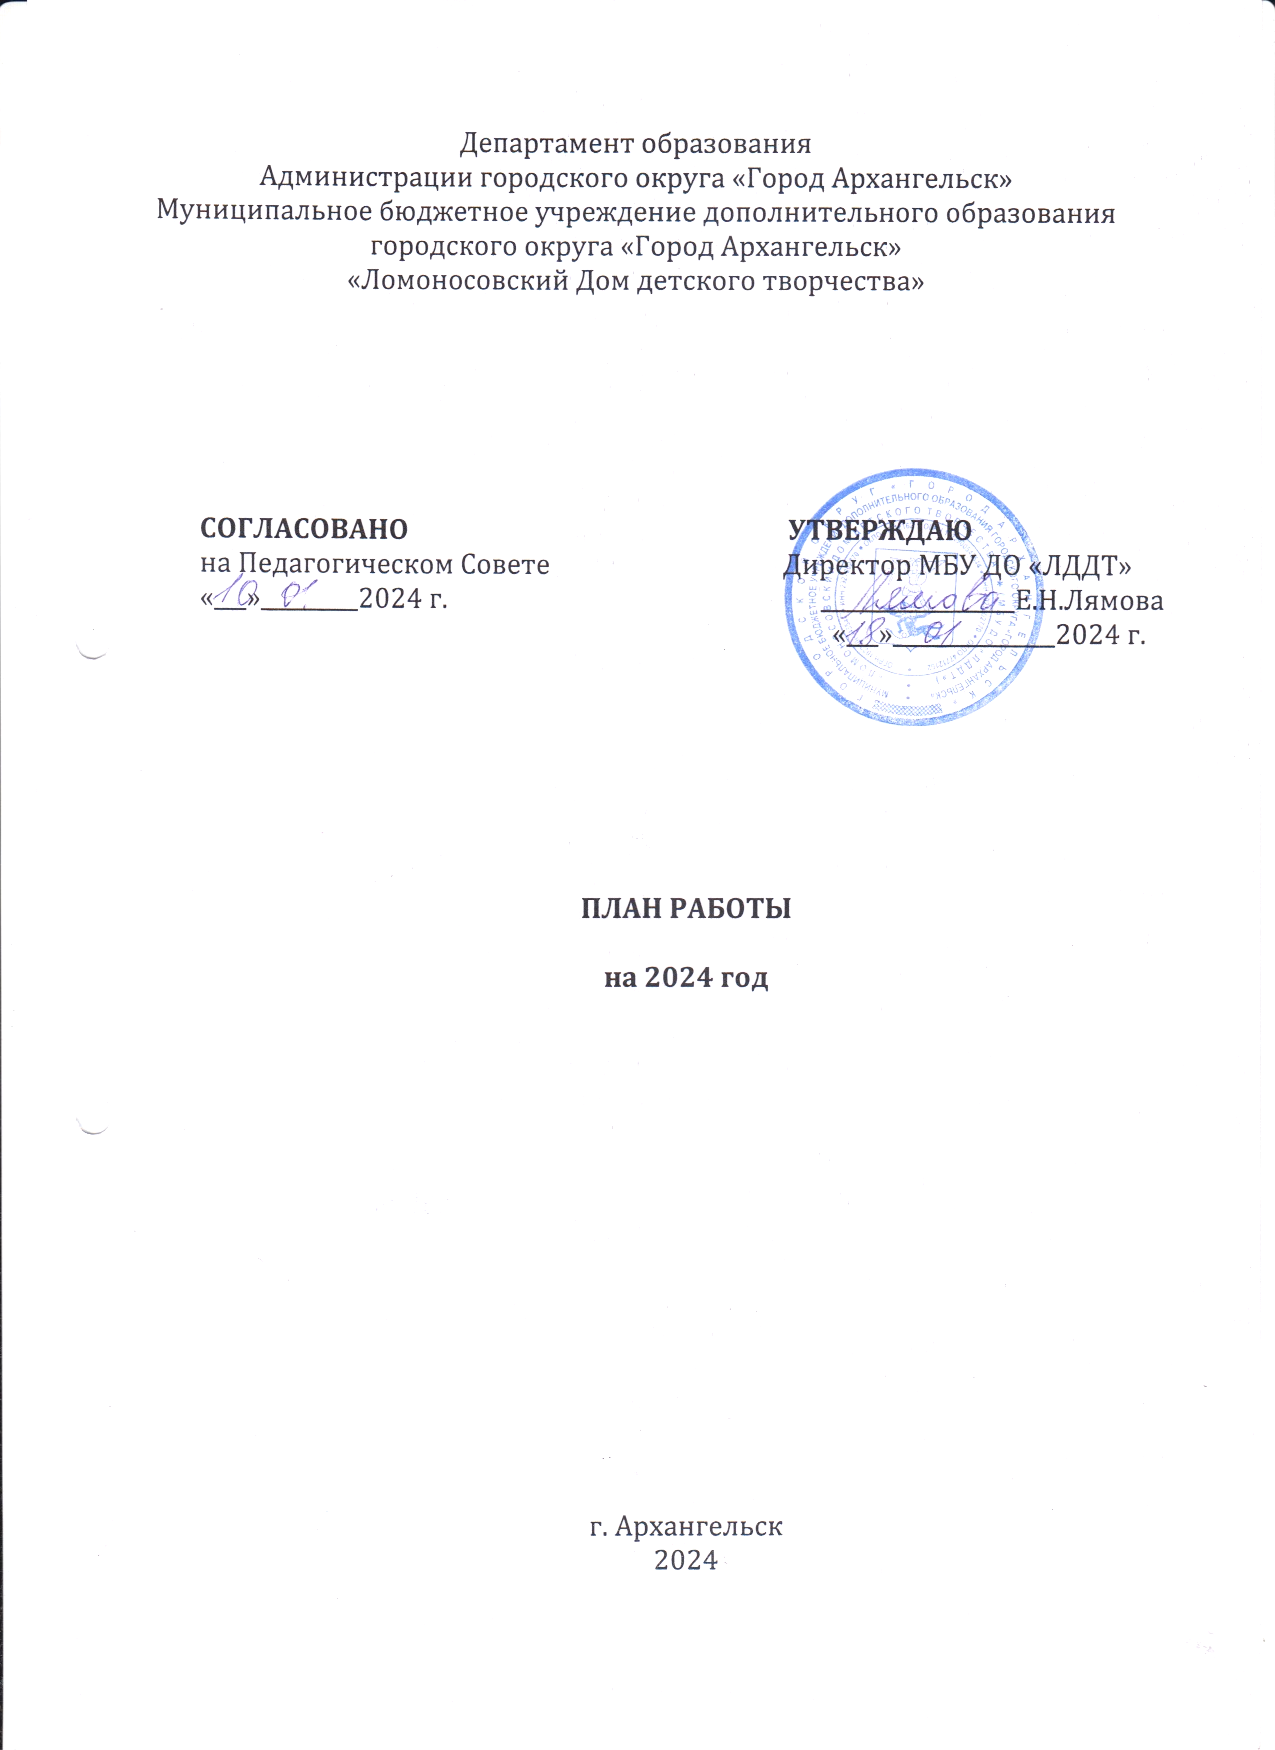 Департамент образования
Администрации городского округа «Город Архангельск»
Муниципальное бюджетное учреждение дополнительного образования
городского округа «Город Архангельск»
«Ломоносовский Дом детского творчества»
СОГЛАСОВАНО
на Педагогическом Совете
«10» 01 2024 г.
УТВЕРЖДАЮ
Директор МБУ ДО «ЛДДТ»
Лямова Е.Н.Лямова
«18» 01 2024 г.
ПЛАН РАБОТЫ
на 2024 год
г. Архангельск
2024